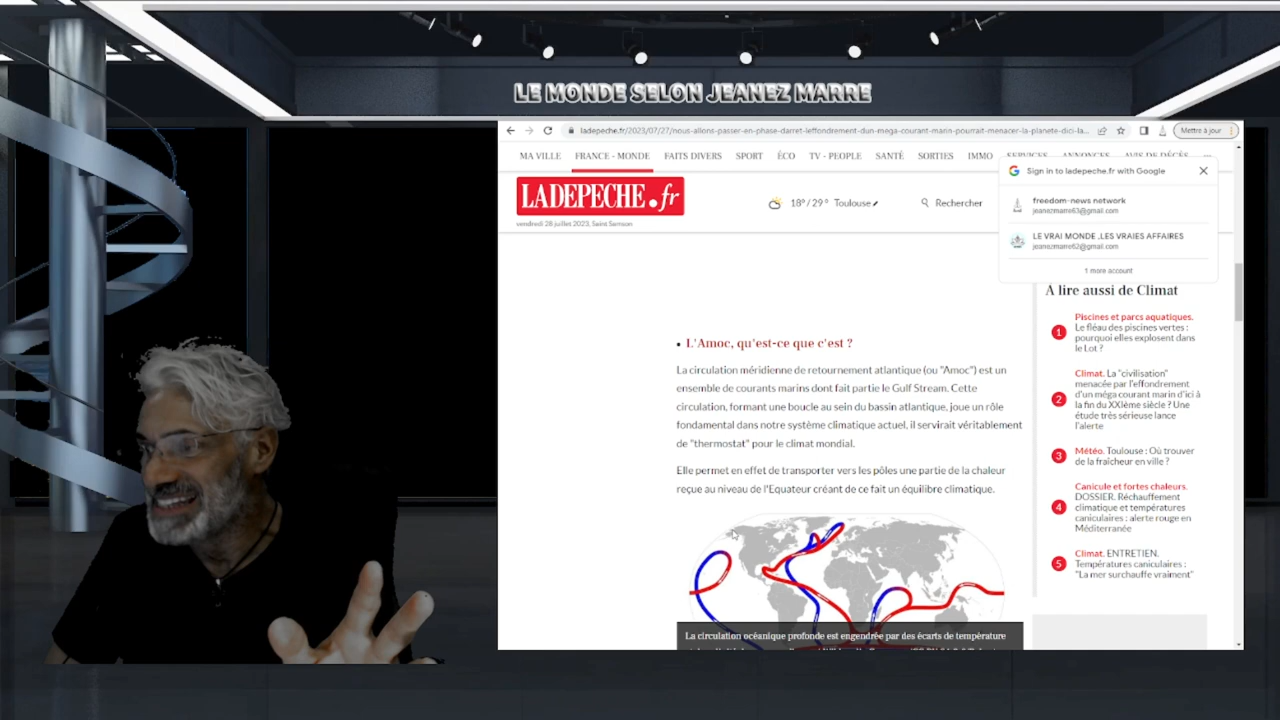 LE MONDE SELON JEANEZ MARRE
ladepeche.fr/2023/07/27/nous-allons-passer-en-phase-darret-leffondrement-dun-mega-courant-marin-pourrait-menacer-la-planete-dici-la...
Mettre à jour
MA VILLE FRANCE - MONDE FAITS DIVERS SPORT ÉCO TV - PEOPLE SANTÉ SORTIES IMMO SERVICES ANNONCES AVIS DE DÉCÈS ...
Sign in to ladepeche.fr with Google
LADEPECHE.fr
18° / 29° Toulouse
Rechercher
vendredi 28 juillet 2023, Saint Samson
freedom-news network
jeanezmarre63@gmail.com
LE VRAI MONDE .LES VRAIES AFFAIRES
jeanezmarre62@gmail.com
1 more account
• L'Amoc, qu'est-ce que c'est ?
La circulation méridienne de retournement atlantique (ou "Amoc") est un
ensemble de courants marins dont fait partie le Gulf Stream. Cette
circulation, formant une boucle au sein du bassin atlantique, joue un rôle
fondamental dans notre système climatique actuel, il servirait véritablement
de "thermostat" pour le climat mondial.
Elle permet en effet de transporter vers les pôles une partie de la chaleur
reçue au niveau de l'Equateur créant de ce fait un équilibre climatique.
La circulation océanique profonde est engendrée par des écarts de température
A lire aussi de Climat
1 Piscines et parcs aquatiques.
Le fléau des piscines vertes :
pourquoi elles explosent dans
le Lot ?
2 Climat. La "civilisation"
menacée par l'effondrement
d'un méga courant marin d'ici à
la fin du XXIème siècle ? Une
étude très sérieuse lance
l'alerte
3 Météo. Toulouse : Où trouver
de la fraîcheur en ville ?
4 Canicule et fortes chaleurs.
DOSSIER. Réchauffement
climatique et températures
caniculaires : alerte rouge en
Méditerranée
5 Climat. ENTRETIEN.
Températures caniculaires :
"La mer surchauffe vraiment"